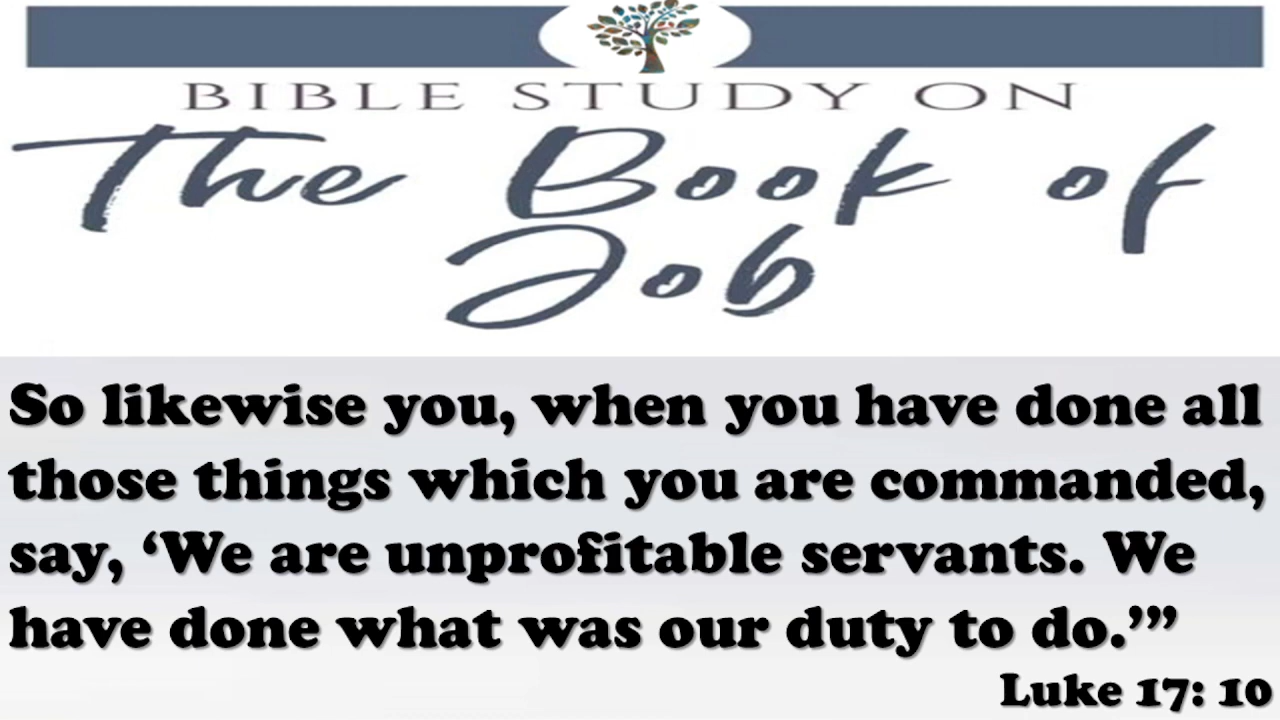 BIBLE STUDY ON
The Book of
Job
So likewise you, when you have done all
those things which you are commanded,
say, ‘We are unprofitable servants. We
have done what was our duty to do.’”
Luke 17: 10